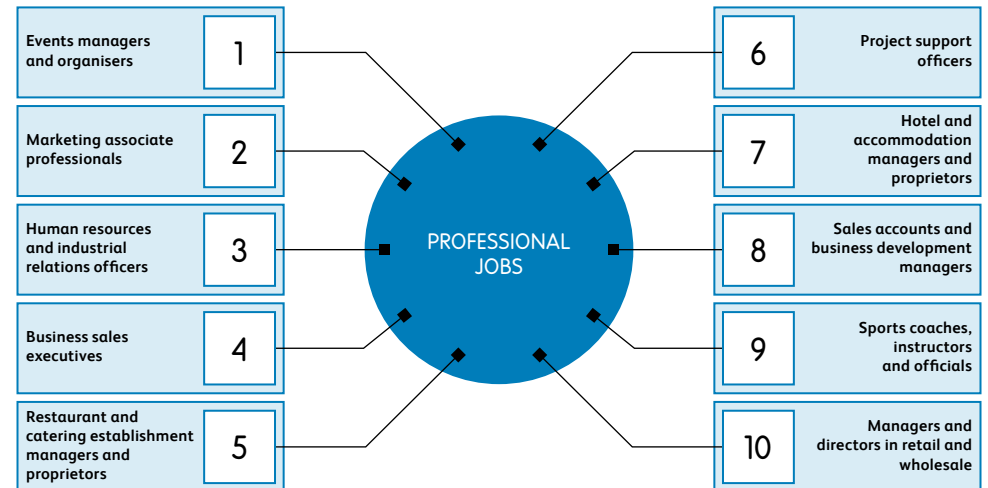 Events managers
and organisers
1
Marketing associate
professionals
2
Human resources
and industrial
relations officers
3
Business sales
executives
4
Restaurant and
catering establishment
managers and
proprietors
5
PROFESSIONAL
JOBS
6
Project support
officers
7
Hotel and
accommodation
managers and
proprietors
8
Sales accounts and
business development
managers
9
Sports coaches,
instructors
and officials
10
Managers and
directors in retail and
wholesale